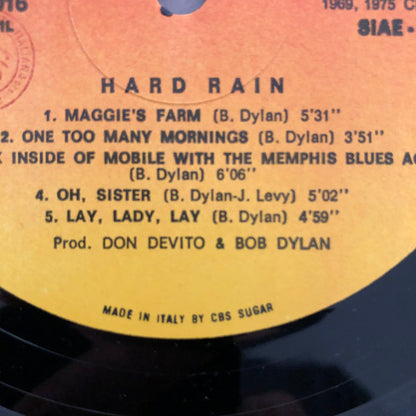 1969, 1975
SIAE
HARD RAIN
1. MAGGIE'S FARM (B. Dylan) 5'31''
2. ONE TOO MANY MORNINGS (B. Dylan) 3'51''
INSIDE OF MOBILE WITH THE MEMPHIS BLUES
(B. Dylan) 6'06''
4. OH, SISTER (B. Dylan-J. Levy) 5'02''
5. LAY, LADY, LAY (B. Dylan) 4'59''
Prod. DON DEVITO & BOB DYLAN
MADE IN ITALY BY CBS SUGAR